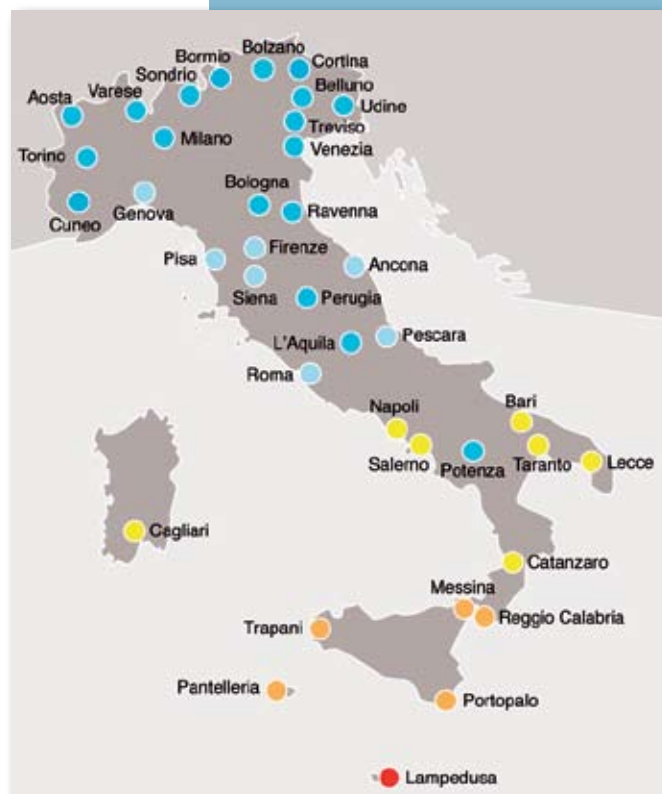 Bolzano
Cortina
Bormio
Sondrio
Belluno
Varese
Aosta
Udine
Treviso
Milano
Venezia
Torino
Bologna
Genova
Ravenna
Cuneo
Firenze
Pisa
Ancona
Siena
Perugia
Pescara
L'Aquila
Roma
Napoli
Bari
Salerno
Potenza
Taranto
Lecce
Cagliari
Catanzaro
Messina
Reggio Calabria
Trapani
Pantelleria
Portopalo
Lampedusa